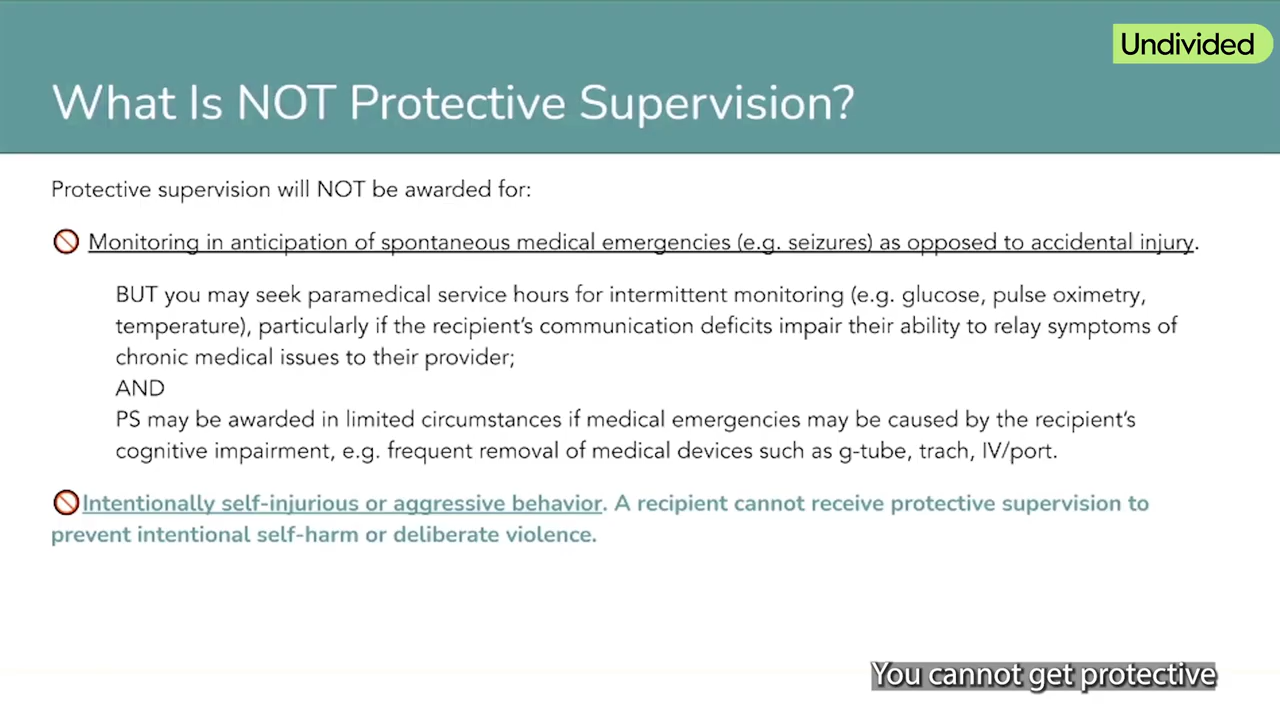 Undivided
What Is NOT Protective Supervision?
Protective supervision will NOT be awarded for:
Monitoring in anticipation of spontaneous medical emergencies (e.g. seizures) as opposed to accidental injury.
BUT you may seek paramedical service hours for intermittent monitoring (e.g. glucose, pulse oximetry,
temperature), particularly if the recipient's communication deficits impair their ability to relay symptoms of
chronic medical issues to their provider;
AND
PS may be awarded in limited circumstances if medical emergencies may be caused by the recipient's
cognitive impairment, e.g. frequent removal of medical devices such as g-tube, trach, IV/port.
Intentionally self-injurious or aggressive behavior. A recipient cannot receive protective supervision to
prevent intentional self-harm or deliberate violence.
You cannot get protective